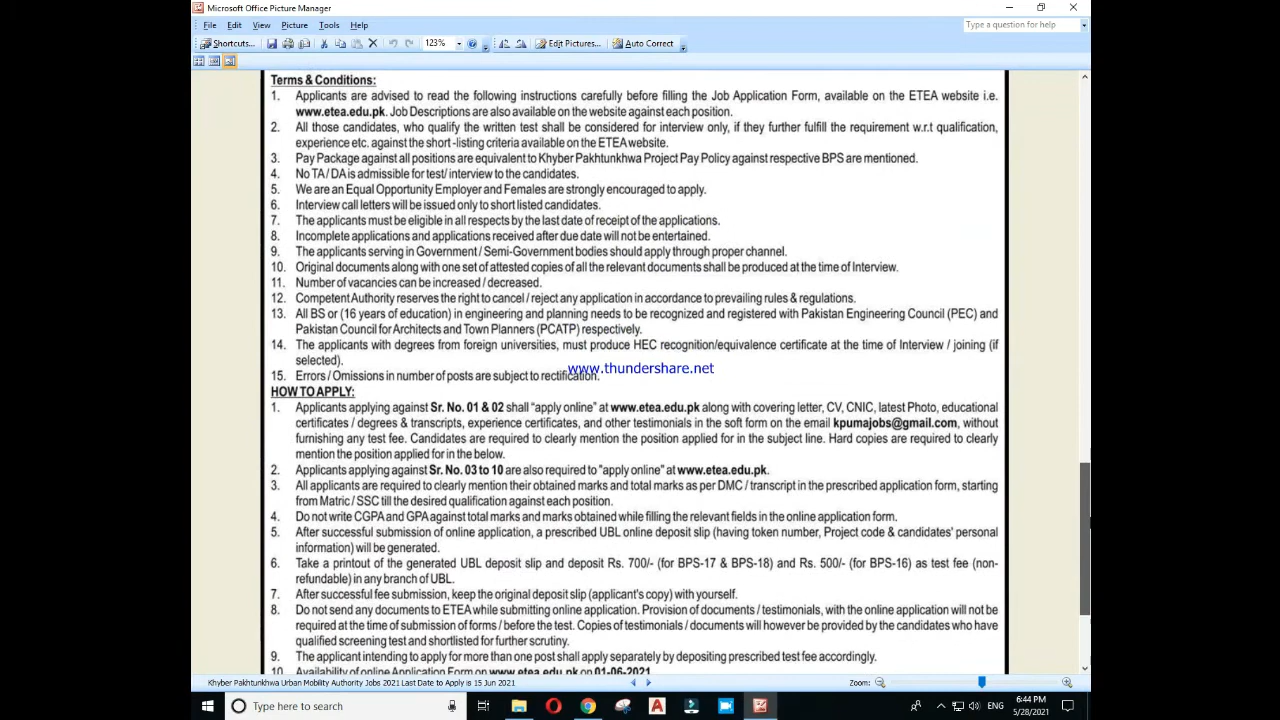 Microsoft Office Picture Manager
File Edit View Picture Tools Help
Type a question for help
Shortcuts... 123% Edit Pictures... Auto Correct
Terms & Conditions:
1. Applicants are advised to read the following instructions carefully before filling the Job Application Form, available on the ETEA website i.e.
www.etea.edu.pk. Job Descriptions are also available on the website against each position.
2. All those candidates, who qualify the written test shall be considered for interview only, if they further fulfill the requirement w.r.t qualification,
experience etc. against the short -listing criteria available on the ETEA website.
3. Pay Package against all positions are equivalent to Khyber Pakhtunkhwa Project Pay Policy against respective BPS are mentioned.
4. No TA / DA is admissible for test/ interview to the candidates.
5. We are an Equal Opportunity Employer and Females are strongly encouraged to apply.
6. Interview call letters will be issued only to short listed candidates.
7. The applicants must be eligible in all respects by the last date of receipt of the applications.
8. Incomplete applications and applications received after due date will not be entertained.
9. The applicants serving in Government / Semi-Government bodies should apply through proper channel.
10. Original documents along with one set of attested copies of all the relevant documents shall be produced at the time of Interview.
11. Number of vacancies can be increased / decreased.
12. Competent Authority reserves the right to cancel / reject any application in accordance to prevailing rules & regulations.
13. All BS or (16 years of education) in engineering and planning needs to be recognized and registered with Pakistan Engineering Council (PEC) and
Pakistan Council for Architects and Town Planners (PCATP) respectively.
14. The applicants with degrees from foreign universities, must produce HEC recognition/equivalence certificate at the time of Interview / joining (if
selected).
www.thundershare.net
15. Errors / Omissions in number of posts are subject to rectification.
HOW TO APPLY:
1. Applicants applying against Sr. No. 01 & 02 shall "apply online" at www.etea.edu.pk along with covering letter, CV, CNIC, latest Photo, educational
certificates / degrees & transcripts, experience certificates, and other testimonials in the soft form on the email kpumajobs@gmail.com, without
furnishing any test fee. Candidates are required to clearly mention the position applied for in the subject line. Hard copies are required to clearly
mention the position applied for in the below.
2. Applicants applying against Sr. No. 03 to 10 are also required to "apply online" at www.etea.edu.pk.
3. All applicants are required to clearly mention their obtained marks and total marks as per DMC / transcript in the prescribed application form, starting
from Matric / SSC till the desired qualification against each position.
4. Do not write CGPA and GPA against total marks and marks obtained while filling the relevant fields in the online application form.
5. After successful submission of online application, a prescribed UBL online deposit slip (having token number, Project code & candidates' personal
information) will be generated.
6. Take a printout of the generated UBL deposit slip and deposit Rs. 700/- (for BPS-17 & BPS-18) and Rs. 500/- (for BPS-16) as test fee (non-
refundable) in any branch of UBL.
7. After successful fee submission, keep the original deposit slip (applicant's copy) with yourself.
8. Do not send any documents to ETEA while submitting online application. Provision of documents / testimonials, with the online application will not be
required at the time of submission of forms / before the test. Copies of testimonials / documents will however be provided by the candidates who have
qualified screening test and shortlisted for further scrutiny.
9. The applicant intending to apply for more than one post shall apply separately by depositing prescribed test fee accordingly.
10. Availability of online Application Form on www.etea.edu.pk on 01-06-2021
Khyber Pakhtunkhwa Urban Mobility Authority Jobs 2021 Last Date to Apply is 15 Jun 2021 Zoom:
Type here to search
ENG
6:44 PM
5/28/2021